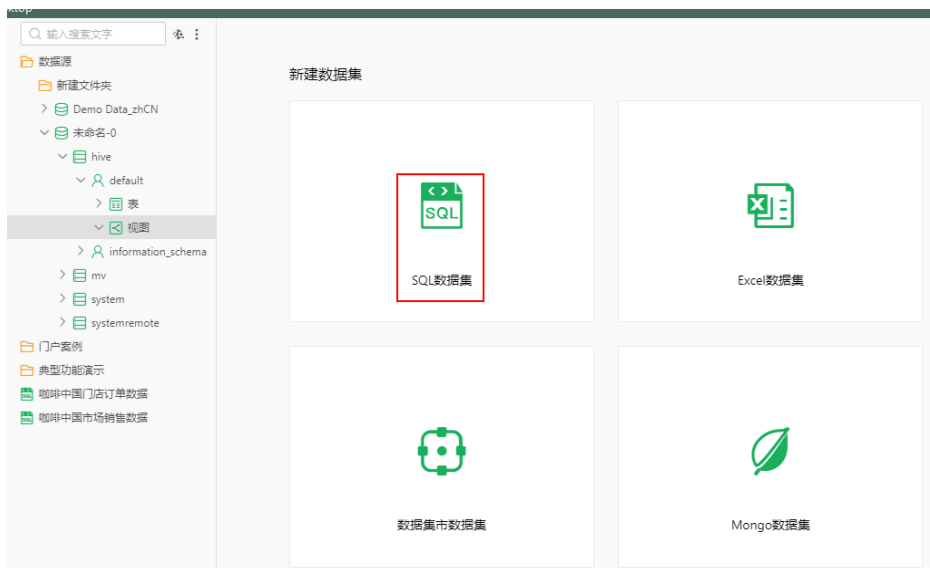 输入搜索文字
数据源
新建文件夹
Demo Data_zhCN
未命名-0
hive
default
表
视图
information_schema
mv
system
systemremote
门户案例
典型功能演示
咖啡中国门店订单数据
咖啡中国市场销售数据
新建数据集
SQL
SQL数据集
Excel数据集
数据集市数据集
Mongo数据集